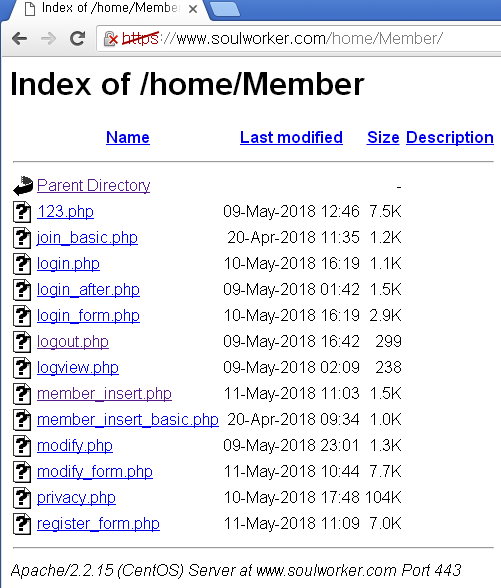 Index of /home/Membe
https://www.soulworker.com/home/Member/
Index of /home/Member
Name Last modified Size Description
Parent Directory -
123.php 09-May-2018 12:46 7.5K
join_basic.php 20-Apr-2018 11:35 1.2K
login.php 10-May-2018 16:19 1.1K
login_after.php 09-May-2018 01:42 1.5K
login_form.php 10-May-2018 16:19 2.9K
logout.php 09-May-2018 16:42 299
logview.php 09-May-2018 02:09 238
member_insert.php 11-May-2018 11:03 1.5K
member_insert_basic.php 20-Apr-2018 09:34 1.0K
modify.php 09-May-2018 23:01 1.3K
modify_form.php 11-May-2018 10:44 7.7K
privacy.php 10-May-2018 17:48 104K
register_form.php 11-May-2018 11:09 7.0K
Apache/2.2.15 (CentOS) Server at www.soulworker.com Port 443